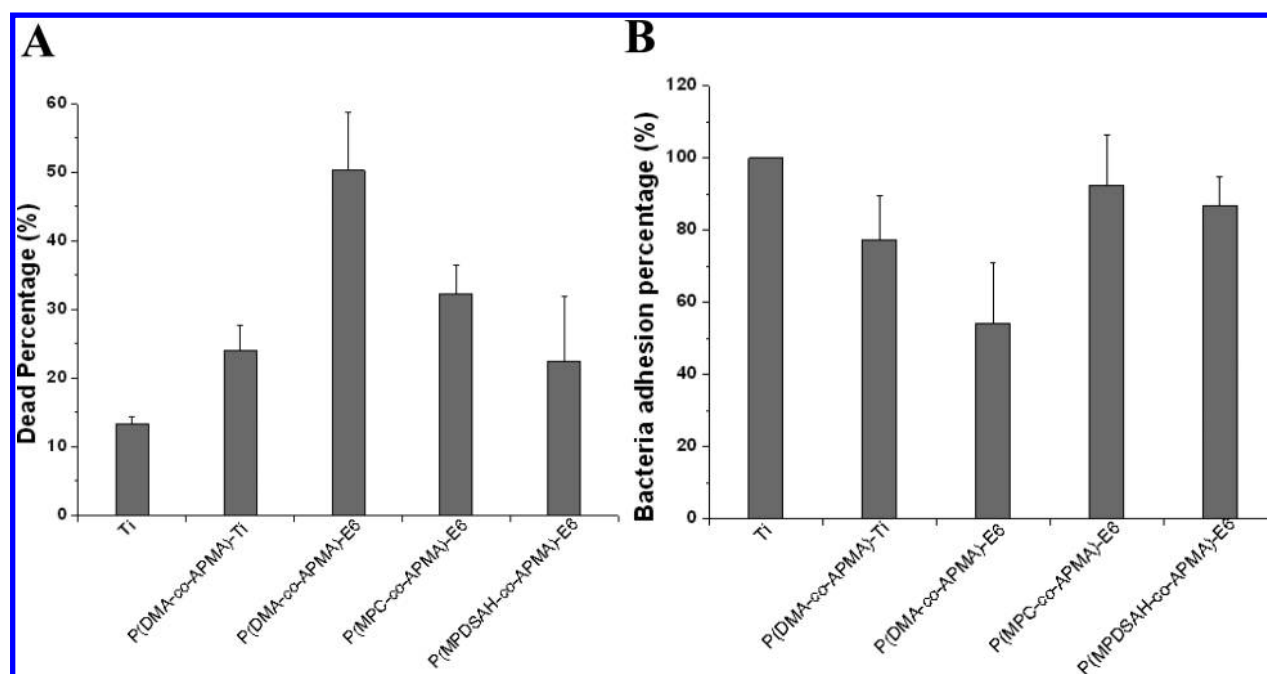 A
Dead Percentage (%)
60
50
40
30
20
10
0
Ti
P(DMA-co-APMA)-Ti
P(DMA-co-APMA)-E6
P(MPC-co-APMA)-E6
P(MPDSAH-co-APMA)-E6
B
Bacteria adhesion percentage (%)
120
100
80
60
40
20
0
Ti
P(DMA-co-APMA)-Ti
P(DMA-co-APMA)-E6
P(MPC-co-APMA)-E6
P(MPDSAH-co-APMA)-E6